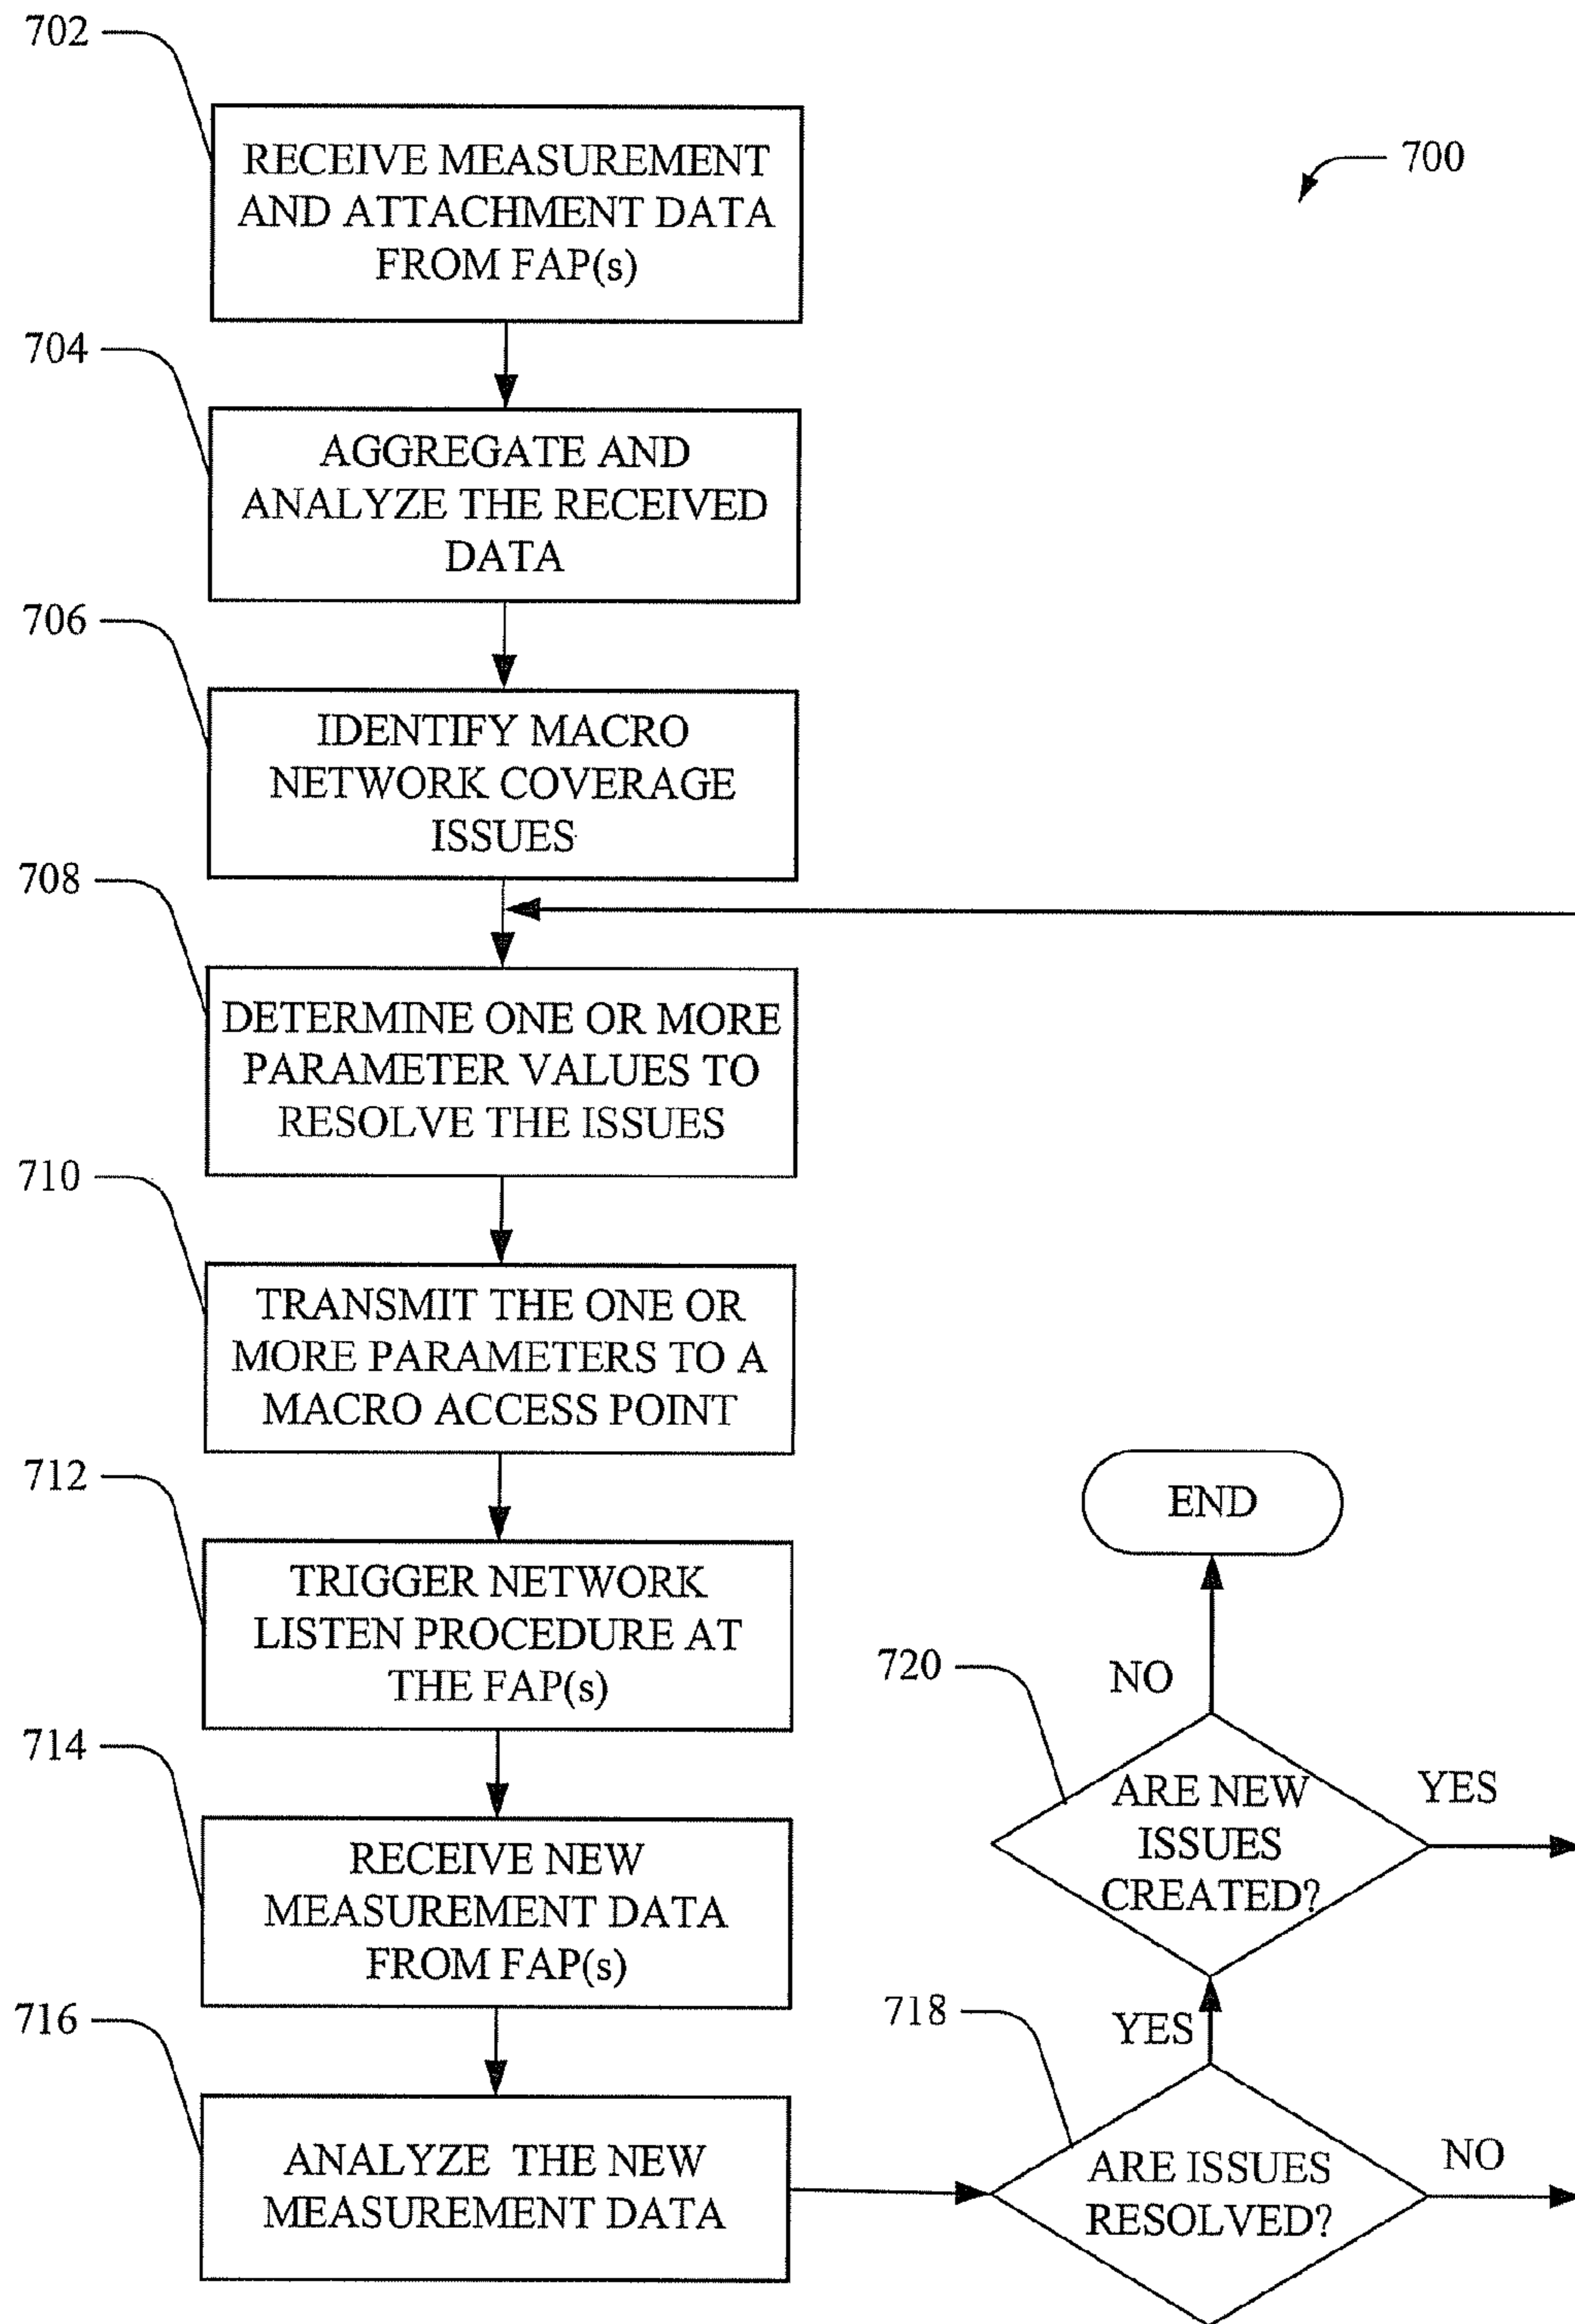 702
RECEIVE MEASUREMENT
AND ATTACHMENT DATA
FROM FAP(s)
700
704
AGGREGATE AND
ANALYZE THE RECEIVED
DATA
706
IDENTIFY MACRO
NETWORK COVERAGE
ISSUES
708
DETERMINE ONE OR MORE
PARAMETER VALUES TO
RESOLVE THE ISSUES
710
TRANSMIT THE ONE OR
MORE PARAMETERS TO A
MACRO ACCESS POINT
712
TRIGGER NETWORK
LISTEN PROCEDURE AT
THE FAP(s)
714
RECEIVE NEW
MEASUREMENT DATA
FROM FAP(s)
716
ANALYZE THE NEW
MEASUREMENT DATA
718
ARE ISSUES
RESOLVED?
NO
YES
720
ARE NEW
ISSUES
CREATED?
YES
NO
END